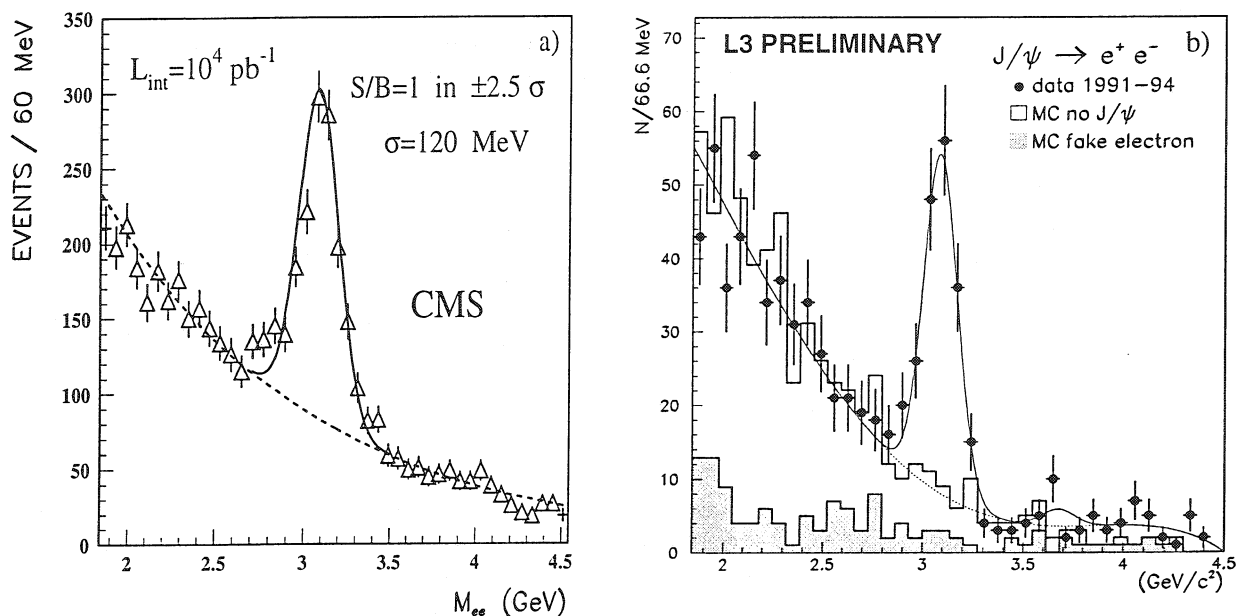 a)
L_int=10^4 pb^-1
S/B=1 in ±2.5 σ
σ=120 MeV
CMS
EVENTS / 60 MeV
350
300
250
200
150
100
50
0
2
2.5
3
3.5
4
4.5
M_ee (GeV)
L3 PRELIMINARY
b)
J/ψ → e+ e−
data 1991−94
MC no J/ψ
MC fake electron
N/66.6 MeV
70
60
50
40
30
20
10
0
2
2.5
3
3.5
4
4.5
(GeV/c²)